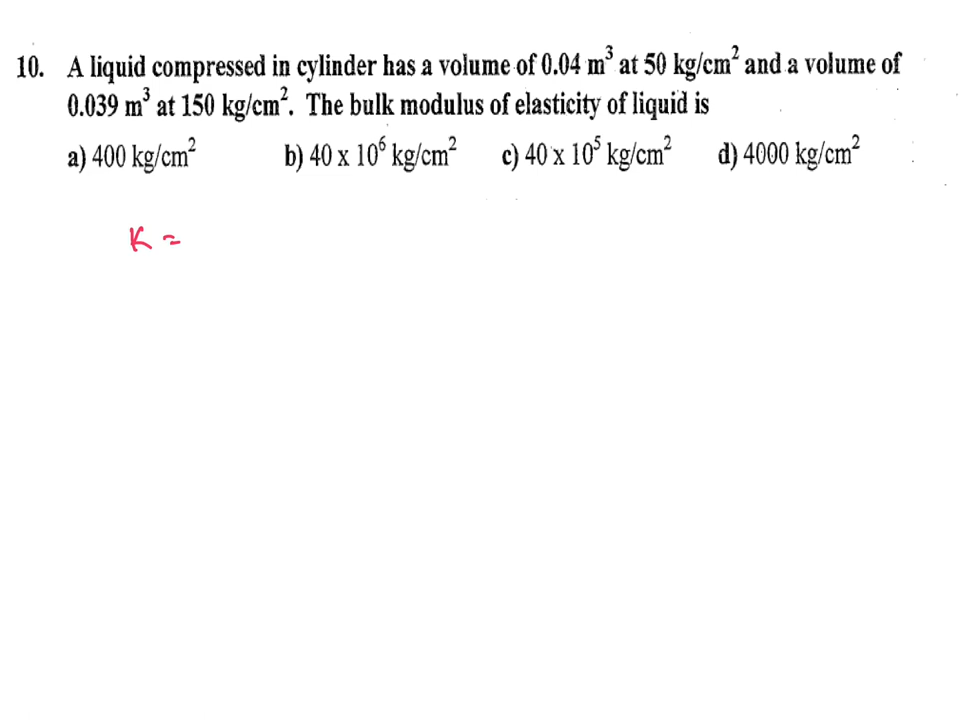 10. A liquid compressed in cylinder has a volume of 0.04 m³ at 50 kg/cm² and a volume of
0.039 m³ at 150 kg/cm². The bulk modulus of elasticity of liquid is
a) 400 kg/cm² b) 40 x 10⁶ kg/cm² c) 40 x 10⁵ kg/cm² d) 4000 kg/cm²
K =